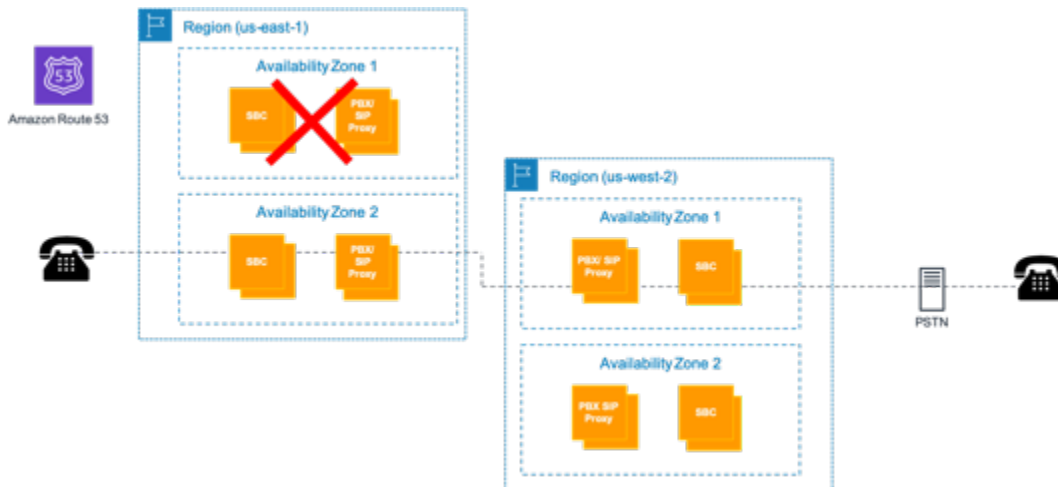 Region (us-east-1)
Availability Zone 1
53
Amazon Route 53
SBC
PBX/
SIP
Proxy
Availability Zone 2
SBC
PBX/
SIP
Proxy
Region (us-west-2)
Availability Zone 1
PBX/ SIP
Proxy
SBC
PSTN
Availability Zone 2
PBX SIP
Proxy
SBC